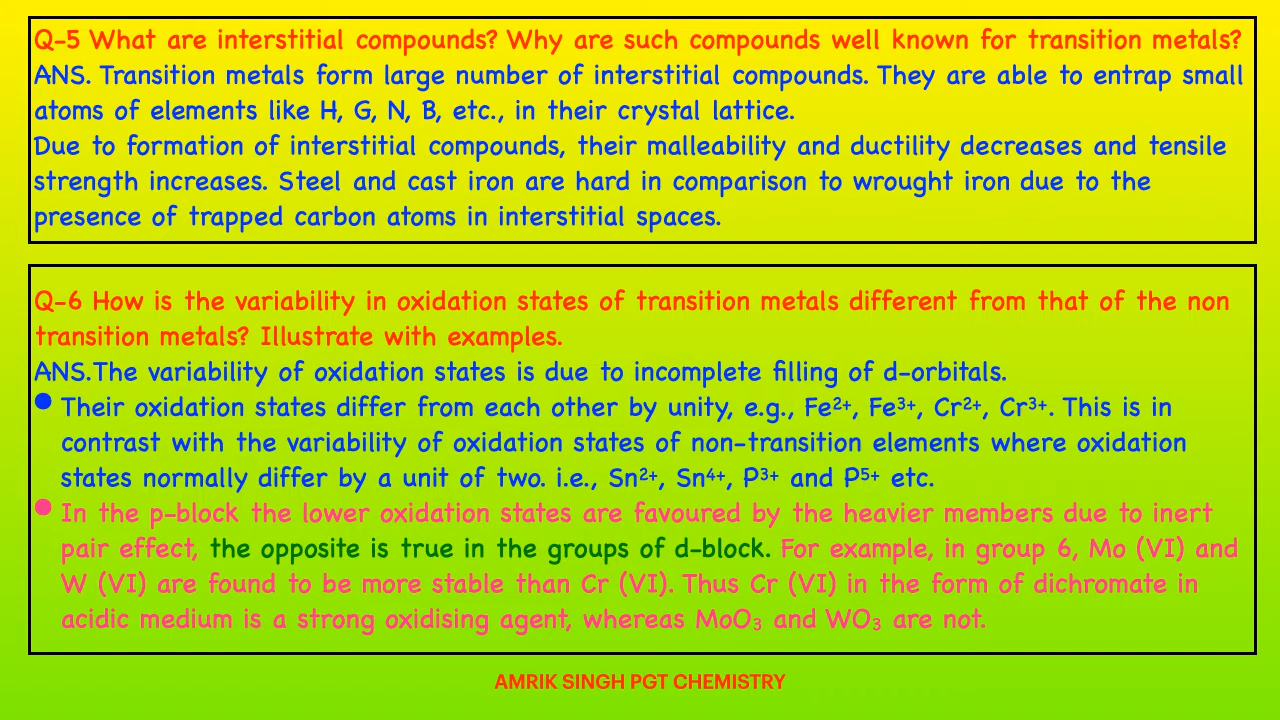 Q-5 What are interstitial compounds? Why are such compounds well known for transition metals?
ANS. Transition metals form large number of interstitial compounds. They are able to entrap small
atoms of elements like H, G, N, B, etc., in their crystal lattice.
Due to formation of interstitial compounds, their malleability and ductility decreases and tensile
strength increases. Steel and cast iron are hard in comparison to wrought iron due to the
presence of trapped carbon atoms in interstitial spaces.
Q-6 How is the variability in oxidation states of transition metals different from that of the non
transition metals? Illustrate with examples.
ANS.The variability of oxidation states is due to incomplete filling of d-orbitals.
● Their oxidation states differ from each other by unity, e.g., Fe²⁺, Fe³⁺, Cr²⁺, Cr³⁺. This is in
contrast with the variability of oxidation states of non-transition elements where oxidation
states normally differ by a unit of two. i.e., Sn²⁺, Sn⁴⁺, P³⁺ and P⁵⁺ etc.
● In the p-block the lower oxidation states are favoured by the heavier members due to inert
pair effect, the opposite is true in the groups of d-block. For example, in group 6, Mo (VI) and
W (VI) are found to be more stable than Cr (VI). Thus Cr (VI) in the form of dichromate in
acidic medium is a strong oxidising agent, whereas MoO₃ and WO₃ are not.
AMRIK SINGH PGT CHEMISTRY